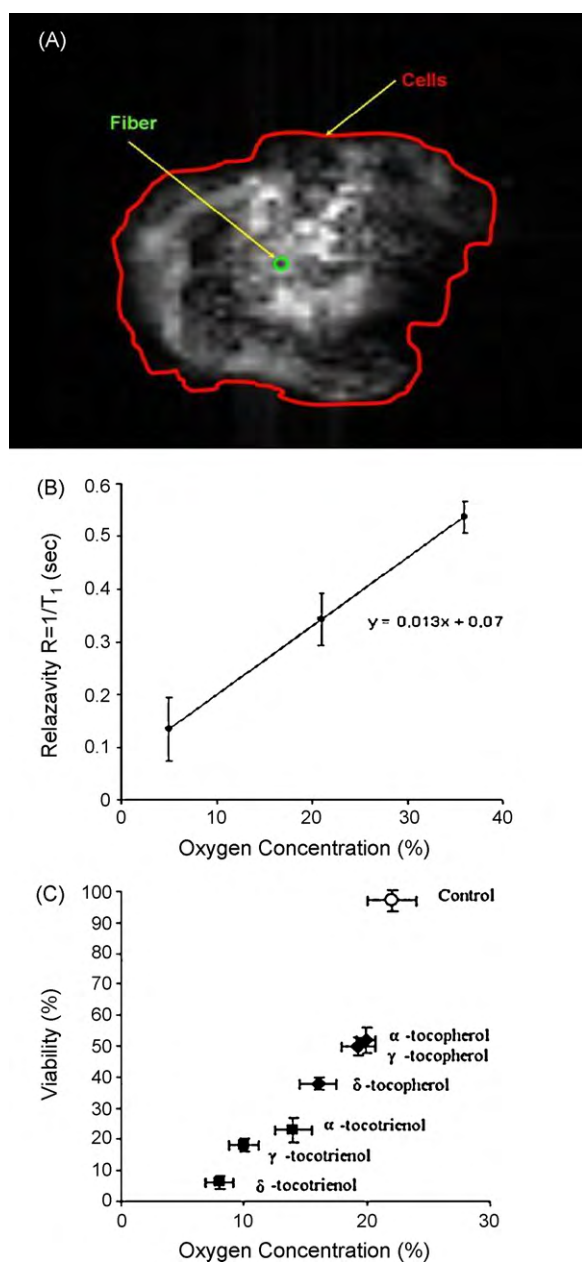 (A)
Cells
Fiber
(B)
0.6
0.5
0.4
0.3
0.2
0.1
0
Relazavity R=1/T₁ (sec)
y = 0.013x + 0.07
0 10 20 30 40
Oxygen Concentration (%)
(C)
100
90
80
70
60
50
40
30
20
10
0
Viability (%)
Control
α -tocopherol
γ -tocopherol
δ -tocopherol
α -tocotrienol
γ -tocotrienol
δ -tocotrienol
0 10 20 30
Oxygen Concentration (%)